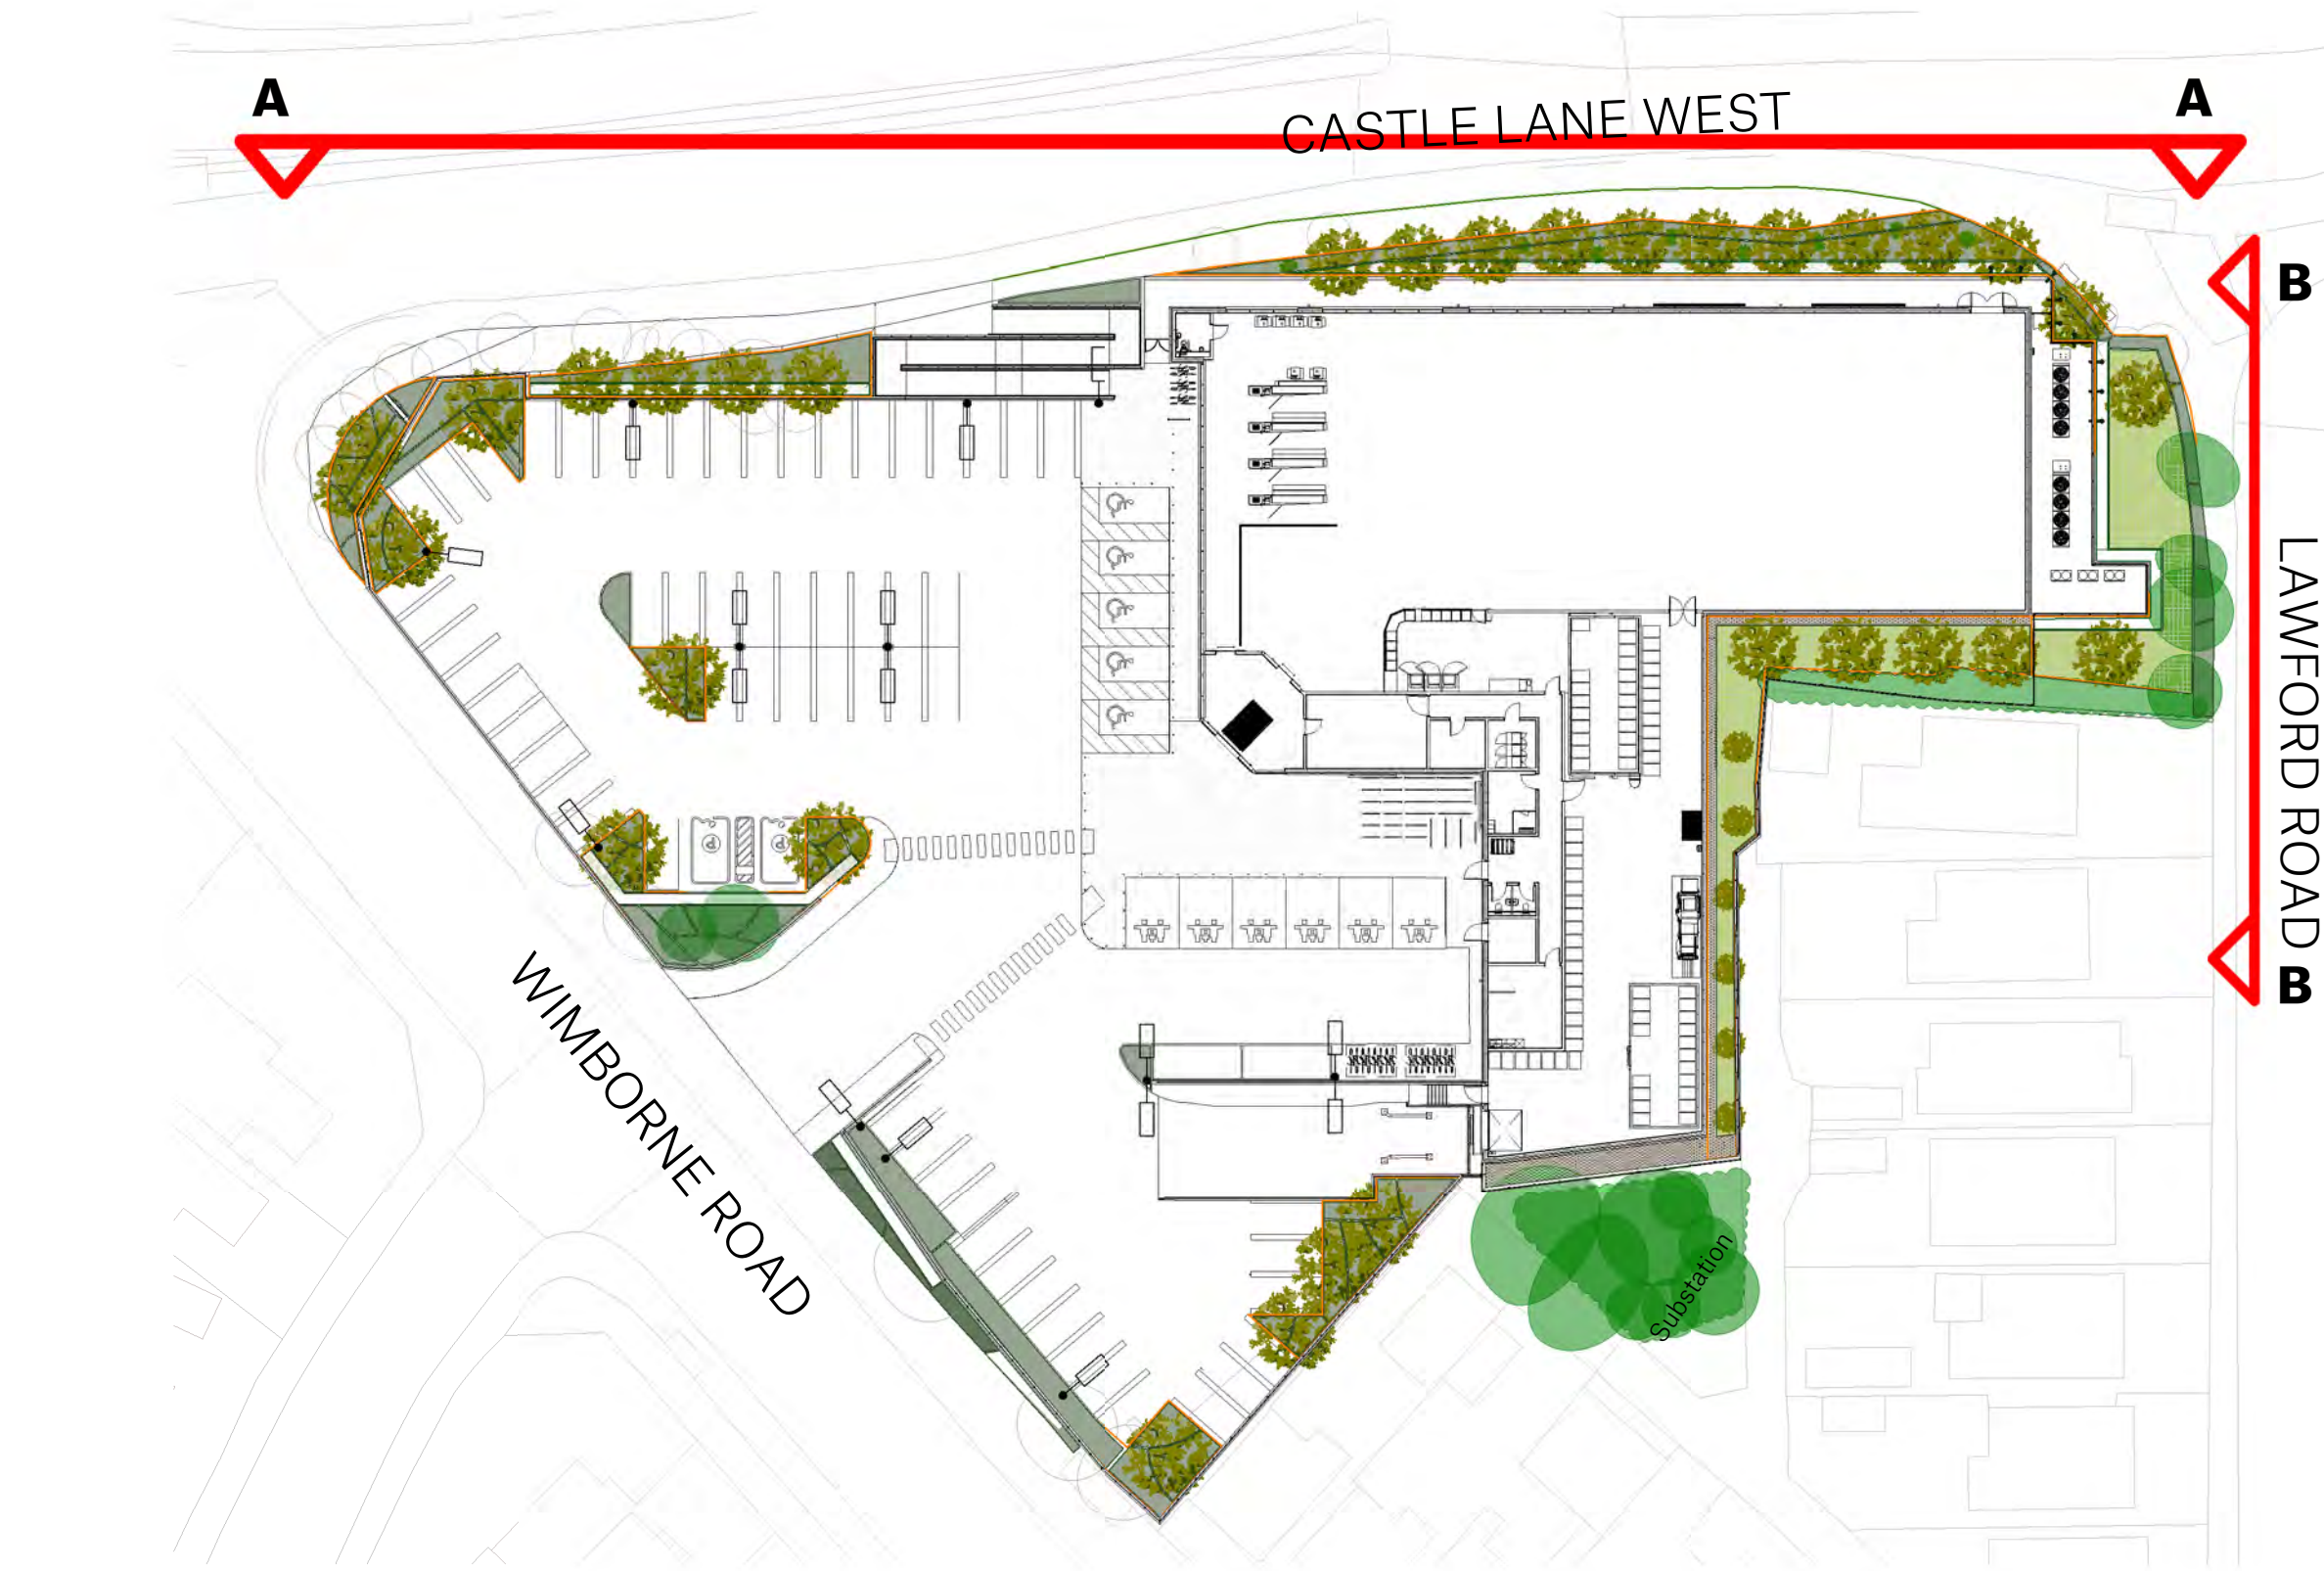 A
A
CASTLE LANE WEST
B
LAWFORD ROAD
B
WIMBORNE ROAD
Substation